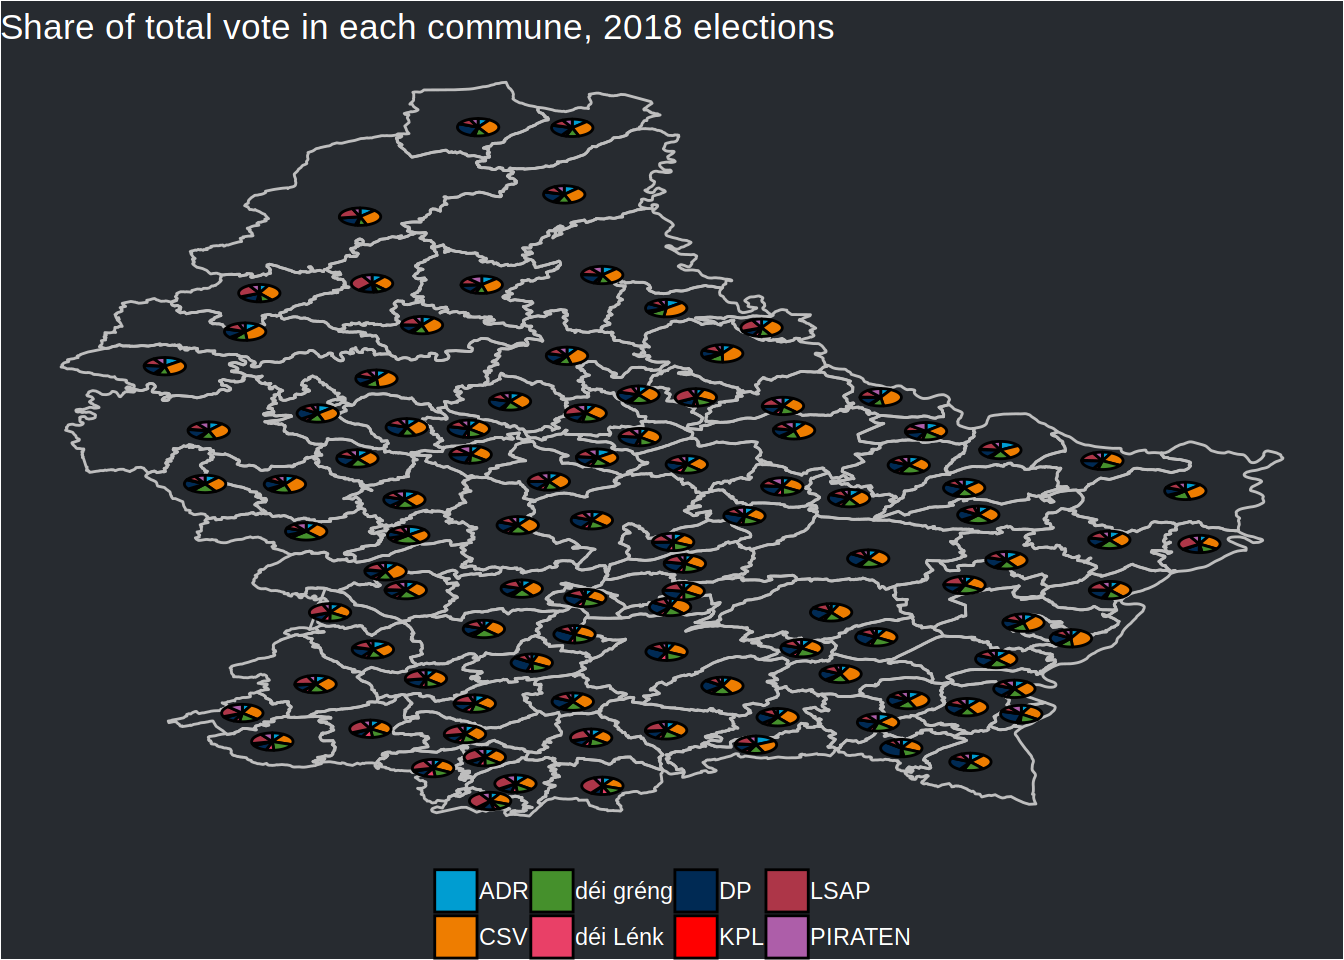 Share of total vote in each commune, 2018 elections
ADR déi gréng DP LSAP
CSV déi Lénk KPL PIRATEN